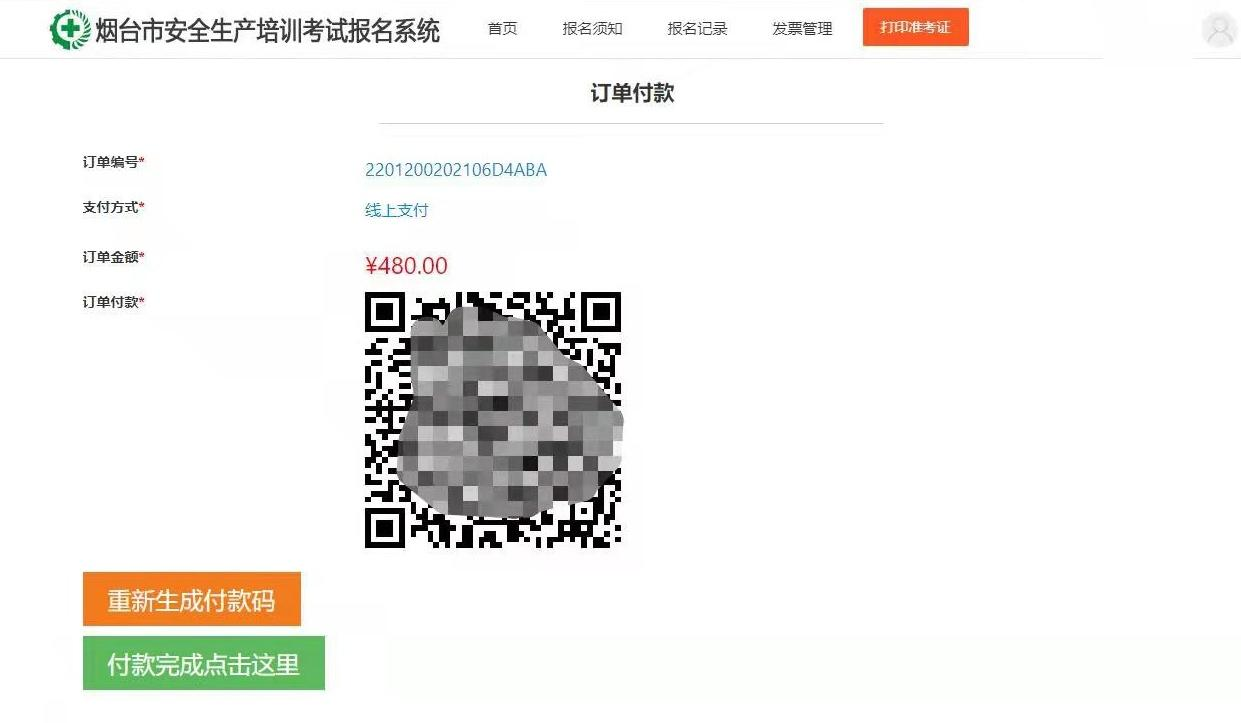 烟台市安全生产培训考试报名系统 首页 报名须知 报名记录 发票管理 打印准考证
订单付款
订单编号* 2201200202106D4ABA
支付方式* 线上支付
订单金额* ¥480.00
订单付款*
重新生成付款码
付款完成点击这里